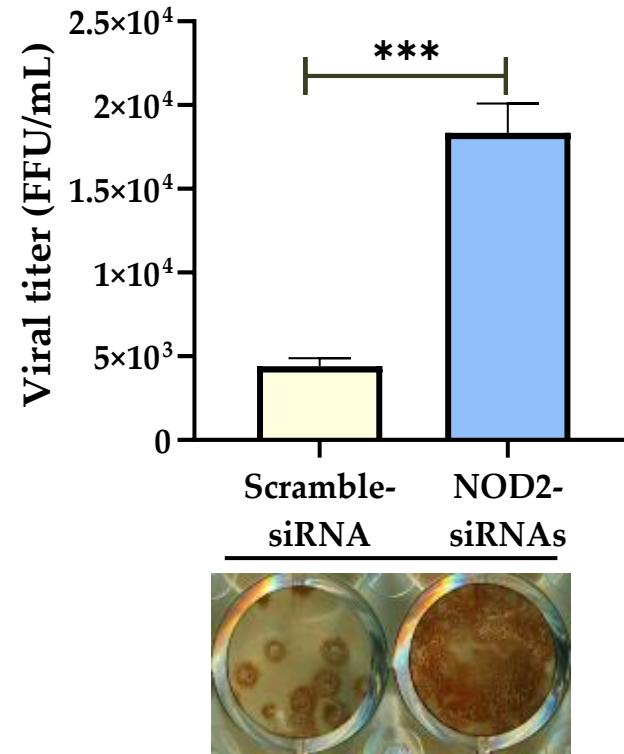 Viral titer (FFU/mL)
2.5×10⁴
2×10⁴
1.5×10⁴
1×10⁴
5×10³
0
***
Scramble-
siRNA
NOD2-
siRNAs